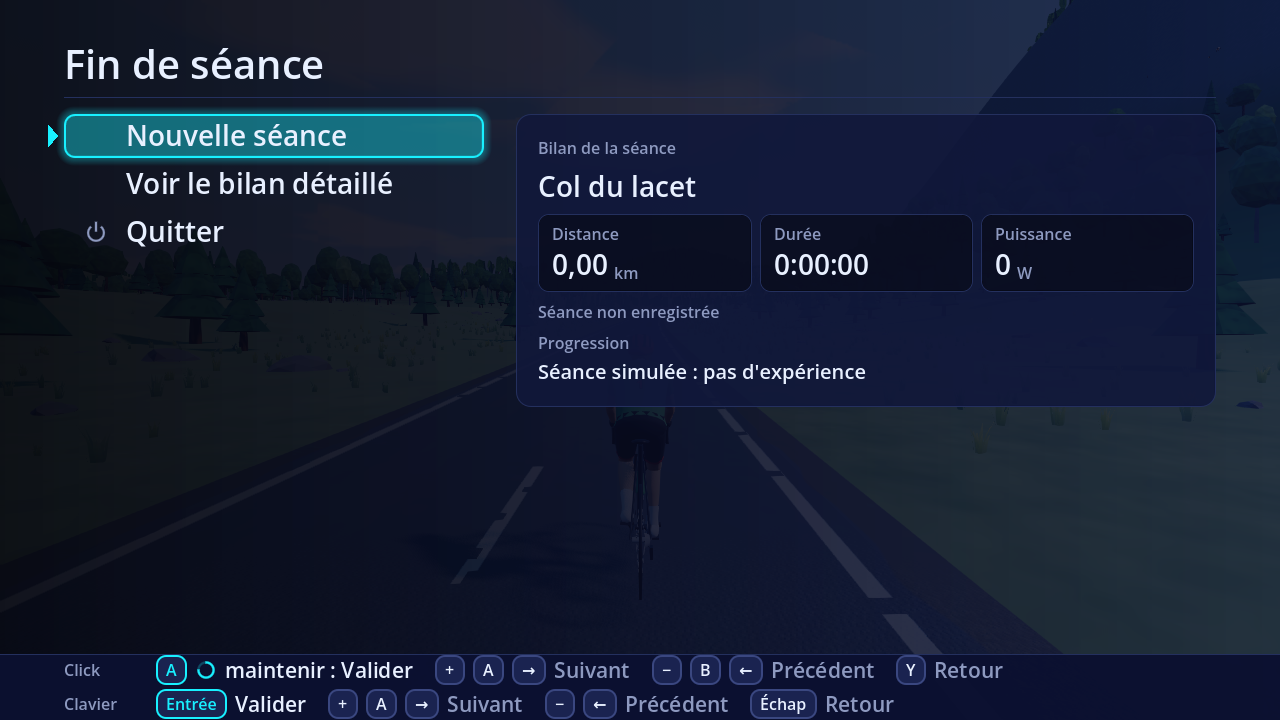 Fin de séance
Nouvelle séance
Voir le bilan détaillé
Quitter
Bilan de la séance
Col du lacet
Distance
0,00 km
Durée
0:00:00
Puissance
0 W
Séance non enregistrée
Progression
Séance simulée : pas d'expérience
Click A maintenir : Valider + A → Suivant − B ← Précédent Y Retour
Clavier Entrée Valider + A → Suivant − ← Précédent Échap Retour